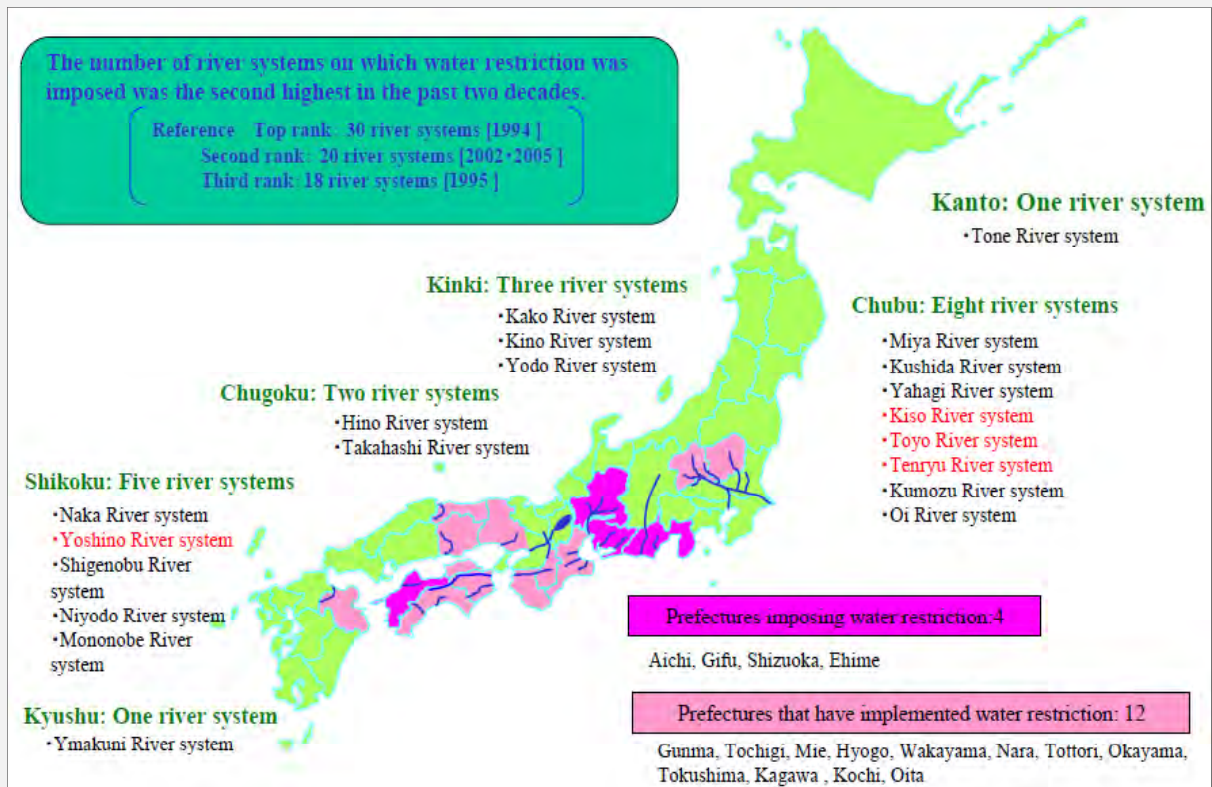 The number of river systems on which water restriction was
imposed was the second highest in the past two decades.
Reference Top rank: 30 river systems [1994 ]
Second rank: 20 river systems [2002・2005 ]
Third rank: 18 river systems [1995 ]
Kanto: One river system
・Tone River system
Kinki: Three river systems
・Kako River system
・Kino River system
・Yodo River system
Chubu: Eight river systems
・Miya River system
・Kushida River system
・Yahagi River system
・Kiso River system
・Toyo River system
・Tenryu River system
・Kumozu River system
・Oi River system
Chugoku: Two river systems
・Hino River system
・Takahashi River system
Shikoku: Five river systems
・Naka River system
・Yoshino River system
・Shigenobu River
system
・Niyodo River system
・Mononobe River
system
Kyushu: One river system
・Ymakuni River system
Prefectures imposing water restriction:4
Aichi, Gifu, Shizuoka, Ehime
Prefectures that have implemented water restriction: 12
Gunma, Tochigi, Mie, Hyogo, Wakayama, Nara, Tottori, Okayama,
Tokushima, Kagawa , Kochi, Oita